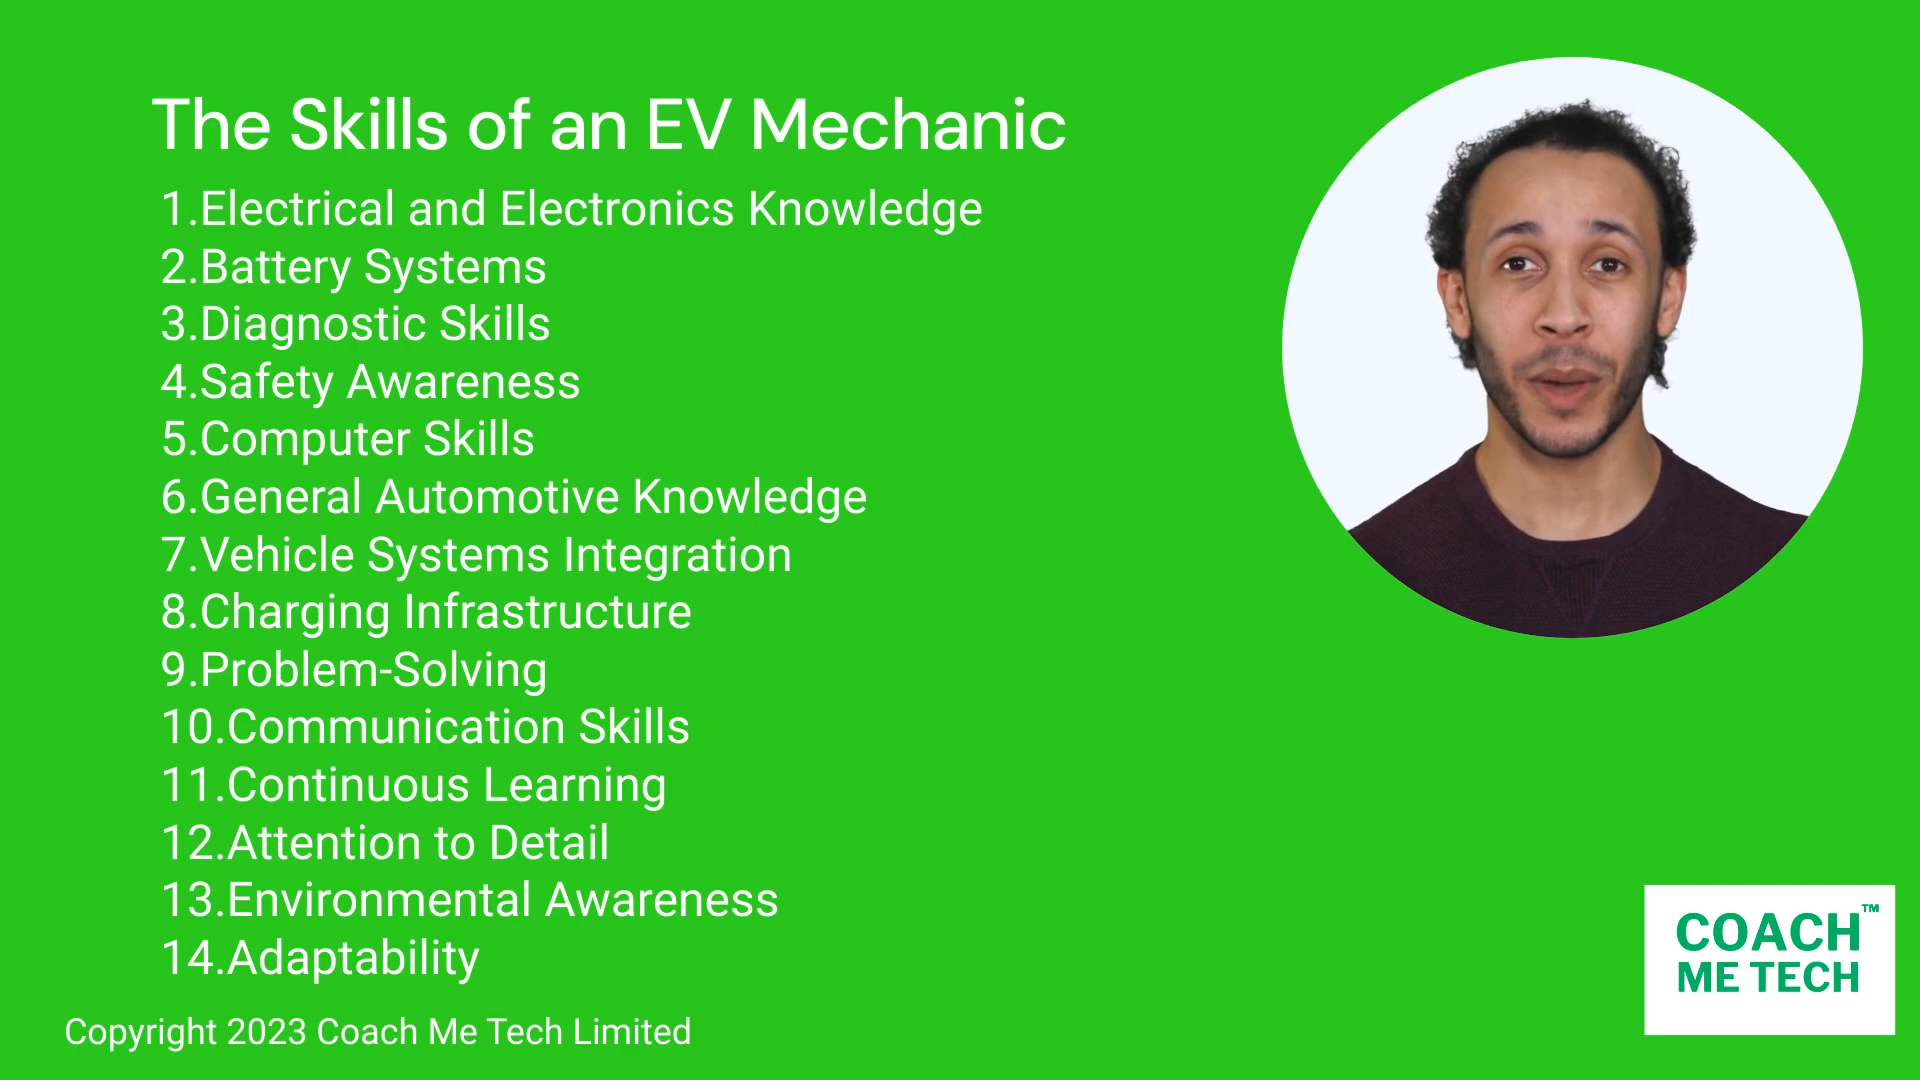 The Skills of an EV Mechanic
1.Electrical and Electronics Knowledge
2.Battery Systems
3.Diagnostic Skills
4.Safety Awareness
5.Computer Skills
6.General Automotive Knowledge
7.Vehicle Systems Integration
8.Charging Infrastructure
9.Problem-Solving
10.Communication Skills
11.Continuous Learning
12.Attention to Detail
13.Environmental Awareness
14.Adaptability
Copyright 2023 Coach Me Tech Limited
COACH™
ME TECH